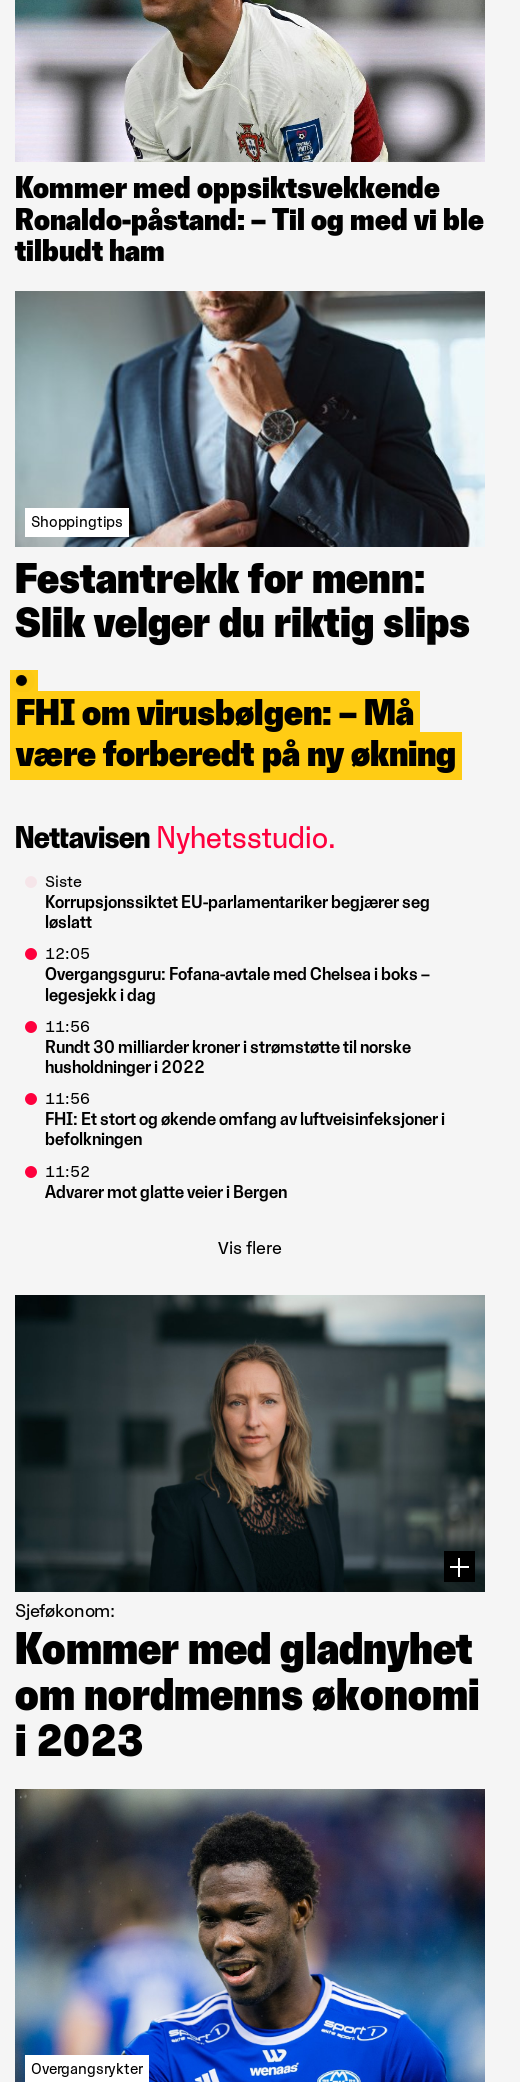 Kommer med oppsiktsvekkende
Ronaldo-påstand: – Til og med vi ble
tilbudt ham
Shoppingtips
Festantrekk for menn:
Slik velger du riktig slips
FHI om virusbølgen: – Må
være forberedt på ny økning
Nettavisen Nyhetsstudio.
Siste
Korrupsjonssiktet EU-parlamentariker begjærer seg
løslatt
12:05
Overgangsguru: Fofana-avtale med Chelsea i boks –
legesjekk i dag
11:56
Rundt 30 milliarder kroner i strømstøtte til norske
husholdninger i 2022
11:56
FHI: Et stort og økende omfang av luftveisinfeksjoner i
befolkningen
11:52
Advarer mot glatte veier i Bergen
Vis flere
Sjeføkonom:
Kommer med gladnyhet
om nordmenns økonomi
i 2023
sport1
sport1
wenaas
Overgangsrykter